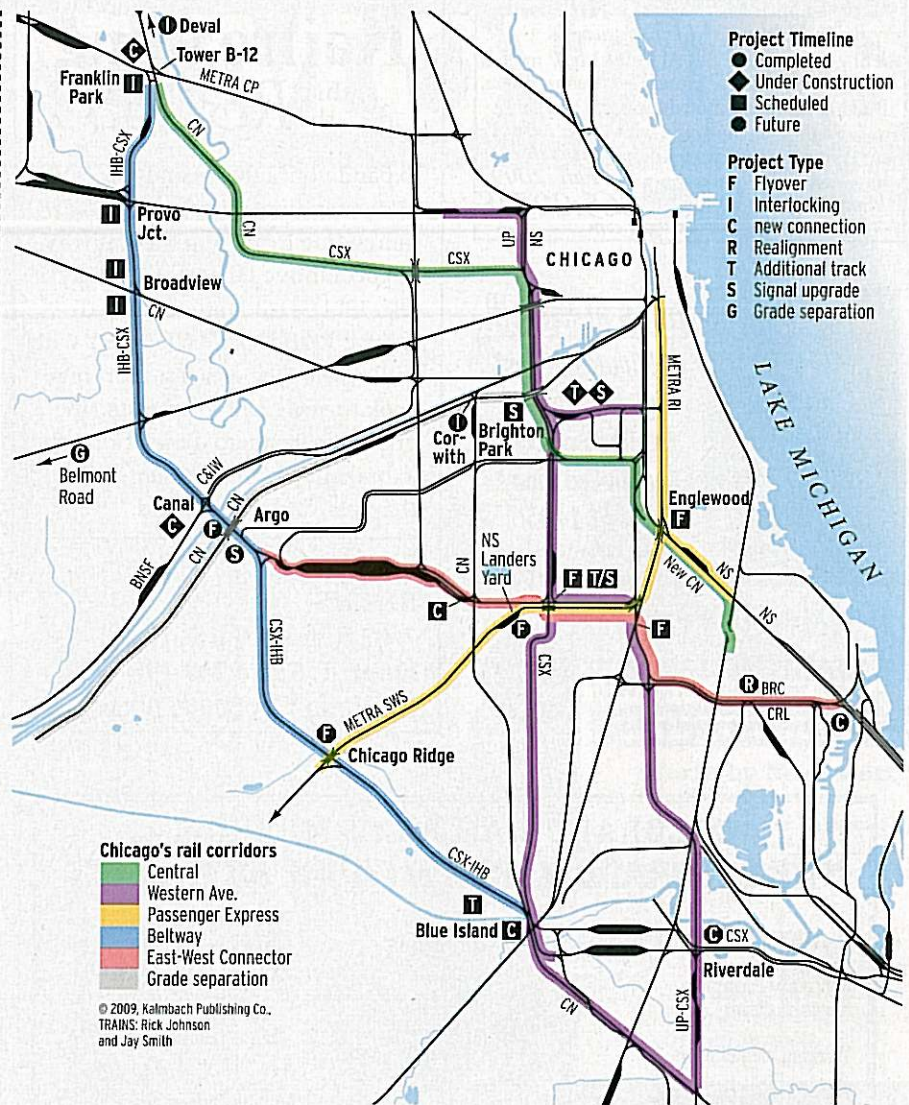 I Deval
C
Tower B-12
Franklin
Park
I
METRA CP
CN
IHB-CSX
I
Provo
Jct.
CN
UP
NS
CSX
CSX
CHICAGO
I
Broadview
I
CN
IHB-CSX
METRA RI
T S
I
Cor-
with
S
Brighton
Park
G
Belmont
Road
C&IW
CN
Canal
C
F
Argo
S
BNSF
CN
Englewood
F
NS
Landers
Yard
CN
F T/S
New CN
NS
NS
C
F
F
CSX-IHB
CSX
METRA SWS
R BRC
CRL
C
F
Chicago Ridge
CSX-IHB
T
Blue Island C
C CSX
Riverdale
CN
UP-CSX
LAKE MICHIGAN
Project Timeline
Completed
Under Construction
Scheduled
Future
Project Type
F Flyover
I Interlocking
C new connection
R Realignment
T Additional track
S Signal upgrade
G Grade separation
Chicago's rail corridors
Central
Western Ave.
Passenger Express
Beltway
East-West Connector
Grade separation
© 2009, Kalmbach Publishing Co.,
TRAINS: Rick Johnson
and Jay Smith